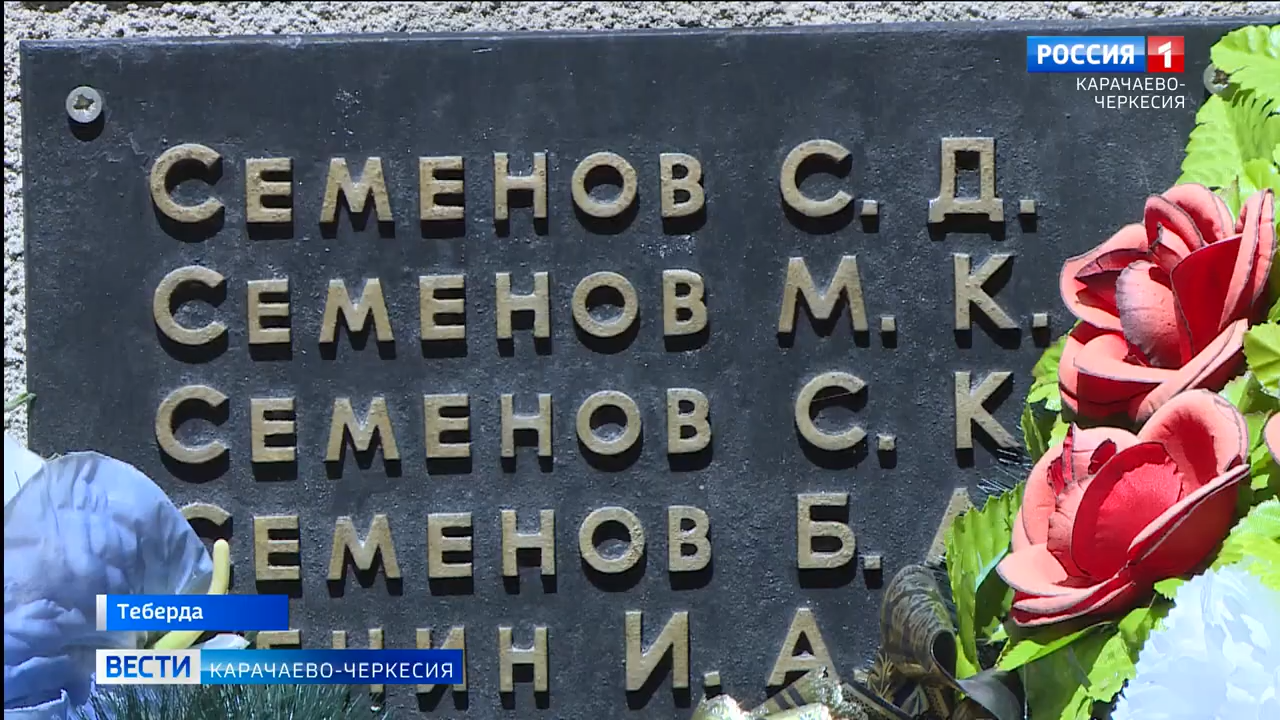 РОССИЯ 1
КАРАЧАЕВО-
ЧЕРКЕСИЯ
СЕМЕНОВ С. Д.
СЕМЕНОВ М. К.
СЕМЕНОВ С. К
СЕМЕНОВ Б.
И. А
Теберда
ВЕСТИ КАРАЧАЕВО-ЧЕРКЕСИЯ